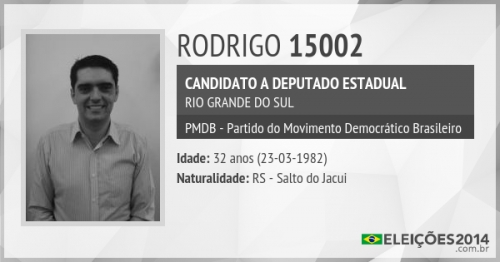 RODRIGO 15002
CANDIDATO A DEPUTADO ESTADUAL
RIO GRANDE DO SUL
PMDB - Partido do Movimento Democrático Brasileiro
Idade: 32 anos (23-03-1982)
Naturalidade: RS - Salto do Jacui
ELEIÇÕES2014
.com.br